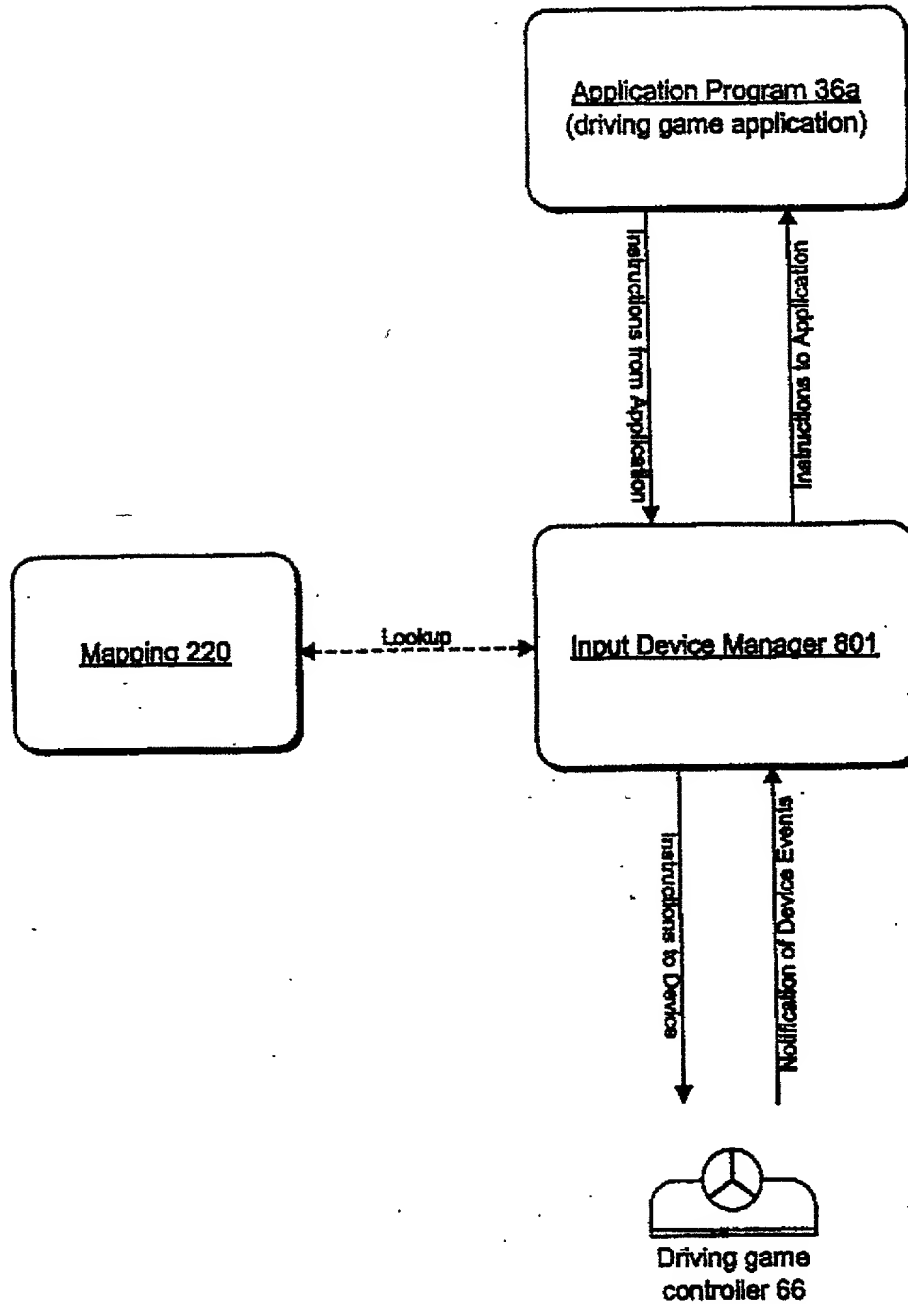 Application Program 36a
(driving game application)
Instructions from Application
Instructions to Application
Mapping 220
Lookup
Input Device Manager 801
Instructions to Device
Notification of Device Events
Driving game
controller 66